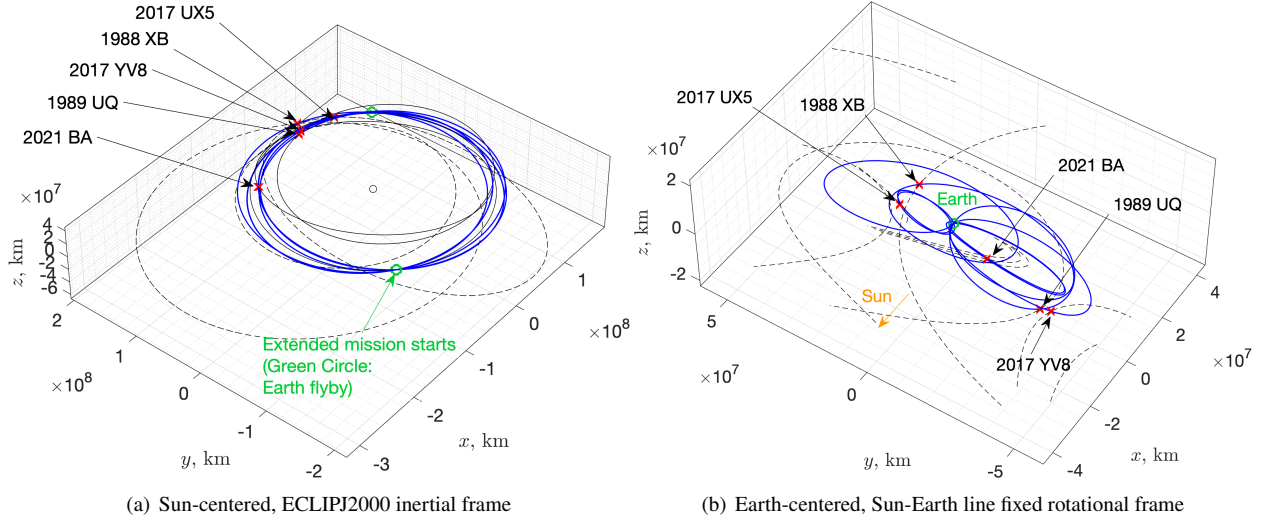 2017 UX5
1988 XB
2017 YV8
1989 UQ
2021 BA
×10^7
4
2
0
-2
-4
-6
z, km
2
1
0
-1
-2
×10^8
y, km
-3
-2
-1
0
1
×10^8
x, km
Extended mission starts
(Green Circle:
Earth flyby)
(a) Sun-centered, ECLIPJ2000 inertial frame
2017 UX5
1988 XB
2021 BA
1989 UQ
2017 YV8
Earth
Sun
×10^7
2
0
-2
z, km
5
0
-5
×10^7
y, km
-4
-2
0
2
4
×10^7
x, km
(b) Earth-centered, Sun-Earth line fixed rotational frame